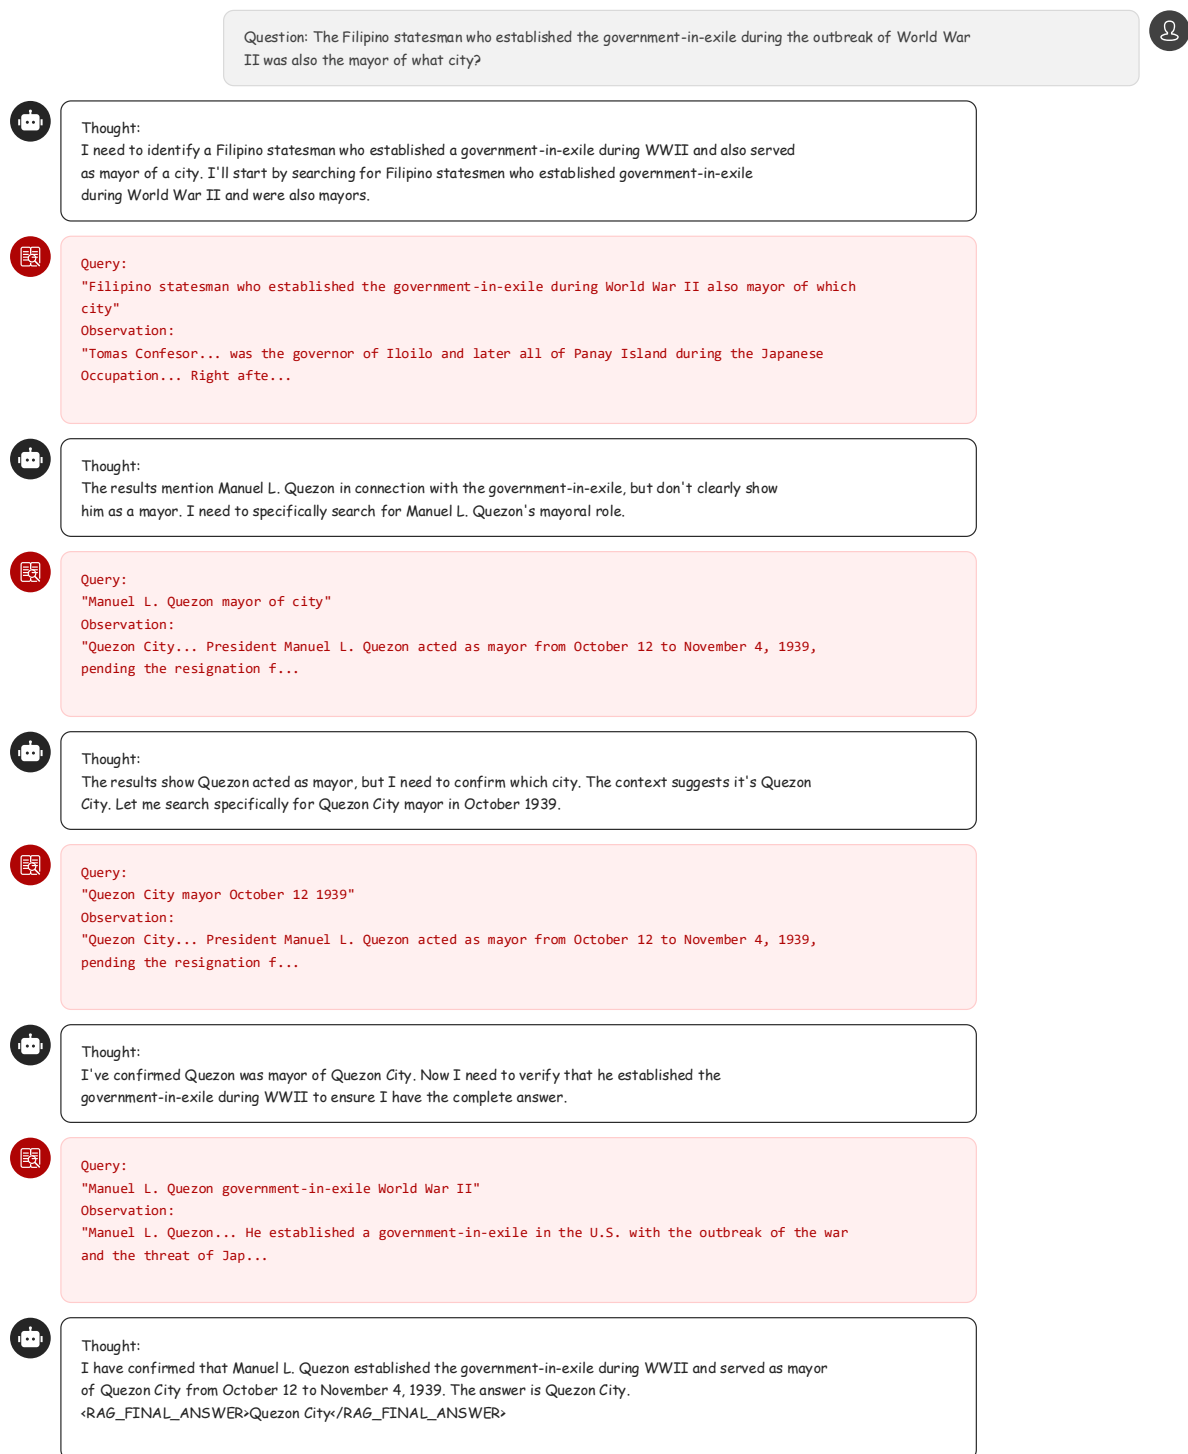 Question: The Filipino statesman who established the government-in-exile during the outbreak of World War
II was also the mayor of what city?
Thought:
I need to identify a Filipino statesman who established a government-in-exile during WWII and also served
as mayor of a city. I'll start by searching for Filipino statesmen who established government-in-exile
during World War II and were also mayors.
Query:
"Filipino statesman who established the government-in-exile during World War II also mayor of which
city"
Observation:
"Tomas Confesor... was the governor of Iloilo and later all of Panay Island during the Japanese
Occupation... Right afte...
Thought:
The results mention Manuel L. Quezon in connection with the government-in-exile, but don't clearly show
him as a mayor. I need to specifically search for Manuel L. Quezon's mayoral role.
Query:
"Manuel L. Quezon mayor of city"
Observation:
"Quezon City... President Manuel L. Quezon acted as mayor from October 12 to November 4, 1939,
pending the resignation f...
Thought:
The results show Quezon acted as mayor, but I need to confirm which city. The context suggests it's Quezon
City. Let me search specifically for Quezon City mayor in October 1939.
Query:
"Quezon City mayor October 12 1939"
Observation:
"Quezon City... President Manuel L. Quezon acted as mayor from October 12 to November 4, 1939,
pending the resignation f...
Thought:
I've confirmed Quezon was mayor of Quezon City. Now I need to verify that he established the
government-in-exile during WWII to ensure I have the complete answer.
Query:
"Manuel L. Quezon government-in-exile World War II"
Observation:
"Manuel L. Quezon... He established a government-in-exile in the U.S. with the outbreak of the war
and the threat of Jap...
Thought:
I have confirmed that Manuel L. Quezon established the government-in-exile during WWII and served as mayor
of Quezon City from October 12 to November 4, 1939. The answer is Quezon City.
<RAG_FINAL_ANSWER>Quezon City</RAG_FINAL_ANSWER>